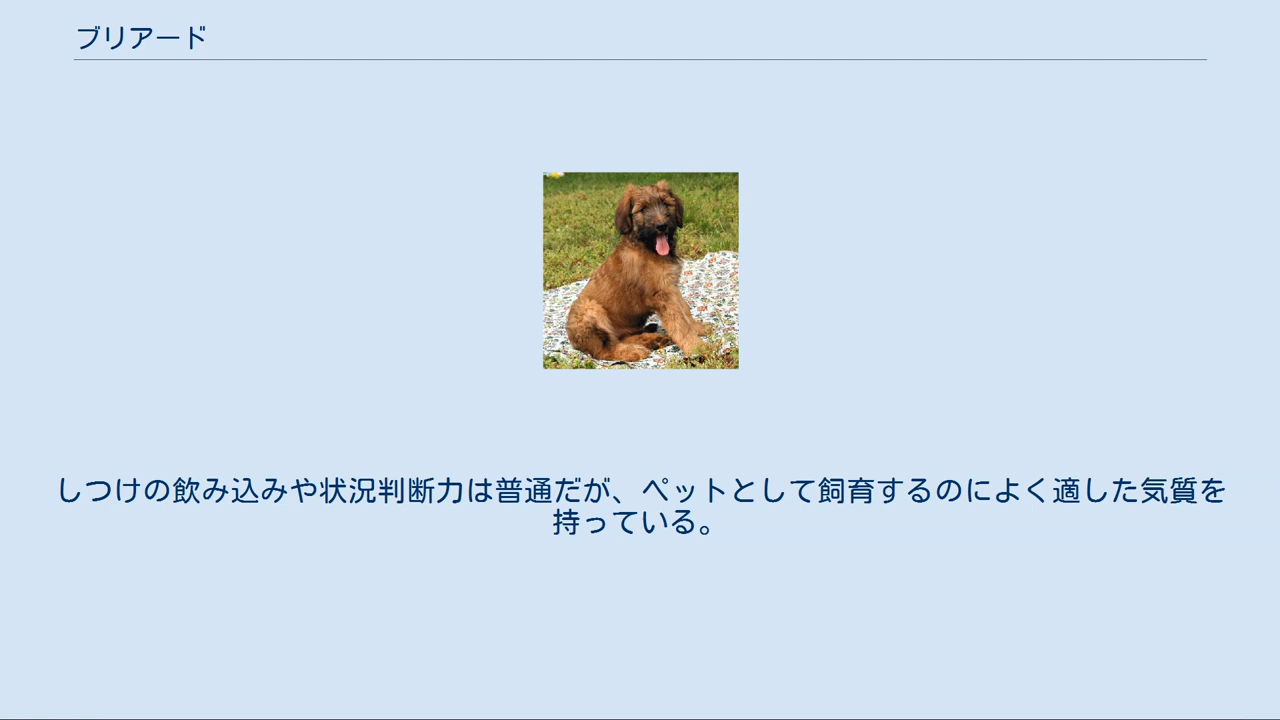 ブリアード
しつけの飲み込みや状況判断力は普通だが、ペットとして飼育するのによく適した気質を
持っている。